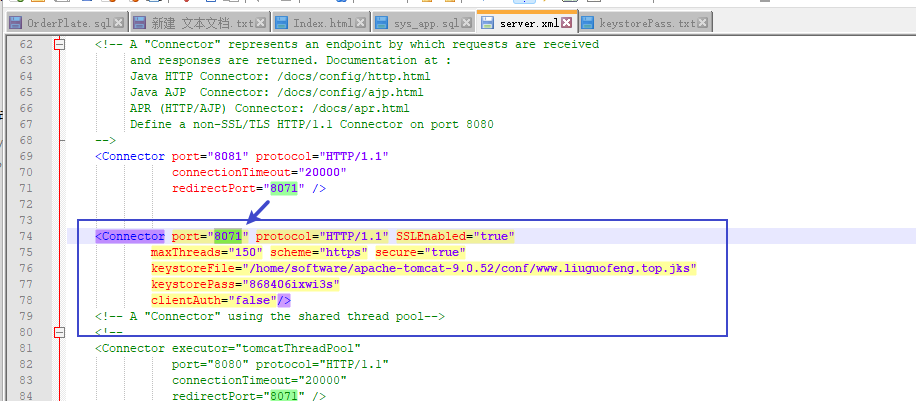 OrderPlate.sql 新建 文本文档.txt Index.html sys_app.sql server.xml keystorePass.txt
62 <!-- A "Connector" represents an endpoint by which requests are received
63 and responses are returned. Documentation at :
64 Java HTTP Connector: /docs/config/http.html
65 Java AJP  Connector: /docs/config/ajp.html
66 APR (HTTP/AJP) Connector: /docs/apr.html
67 Define a non-SSL/TLS HTTP/1.1 Connector on port 8080
68 -->
69 <Connector port="8081" protocol="HTTP/1.1"
70 connectionTimeout="20000"
71 redirectPort="8071" />
72
73
74 <Connector port="8071" protocol="HTTP/1.1" SSLEnabled="true"
75 maxThreads="150" scheme="https" secure="true"
76 keystoreFile="/home/software/apache-tomcat-9.0.52/conf/www.liuguofeng.top.jks"
77 keystorePass="868406ixwi3s"
78 clientAuth="false"/>
79 <!-- A "Connector" using the shared thread pool-->
80 <!--
81 <Connector executor="tomcatThreadPool"
82 port="8080" protocol="HTTP/1.1"
83 connectionTimeout="20000"
84 redirectPort="8071" />